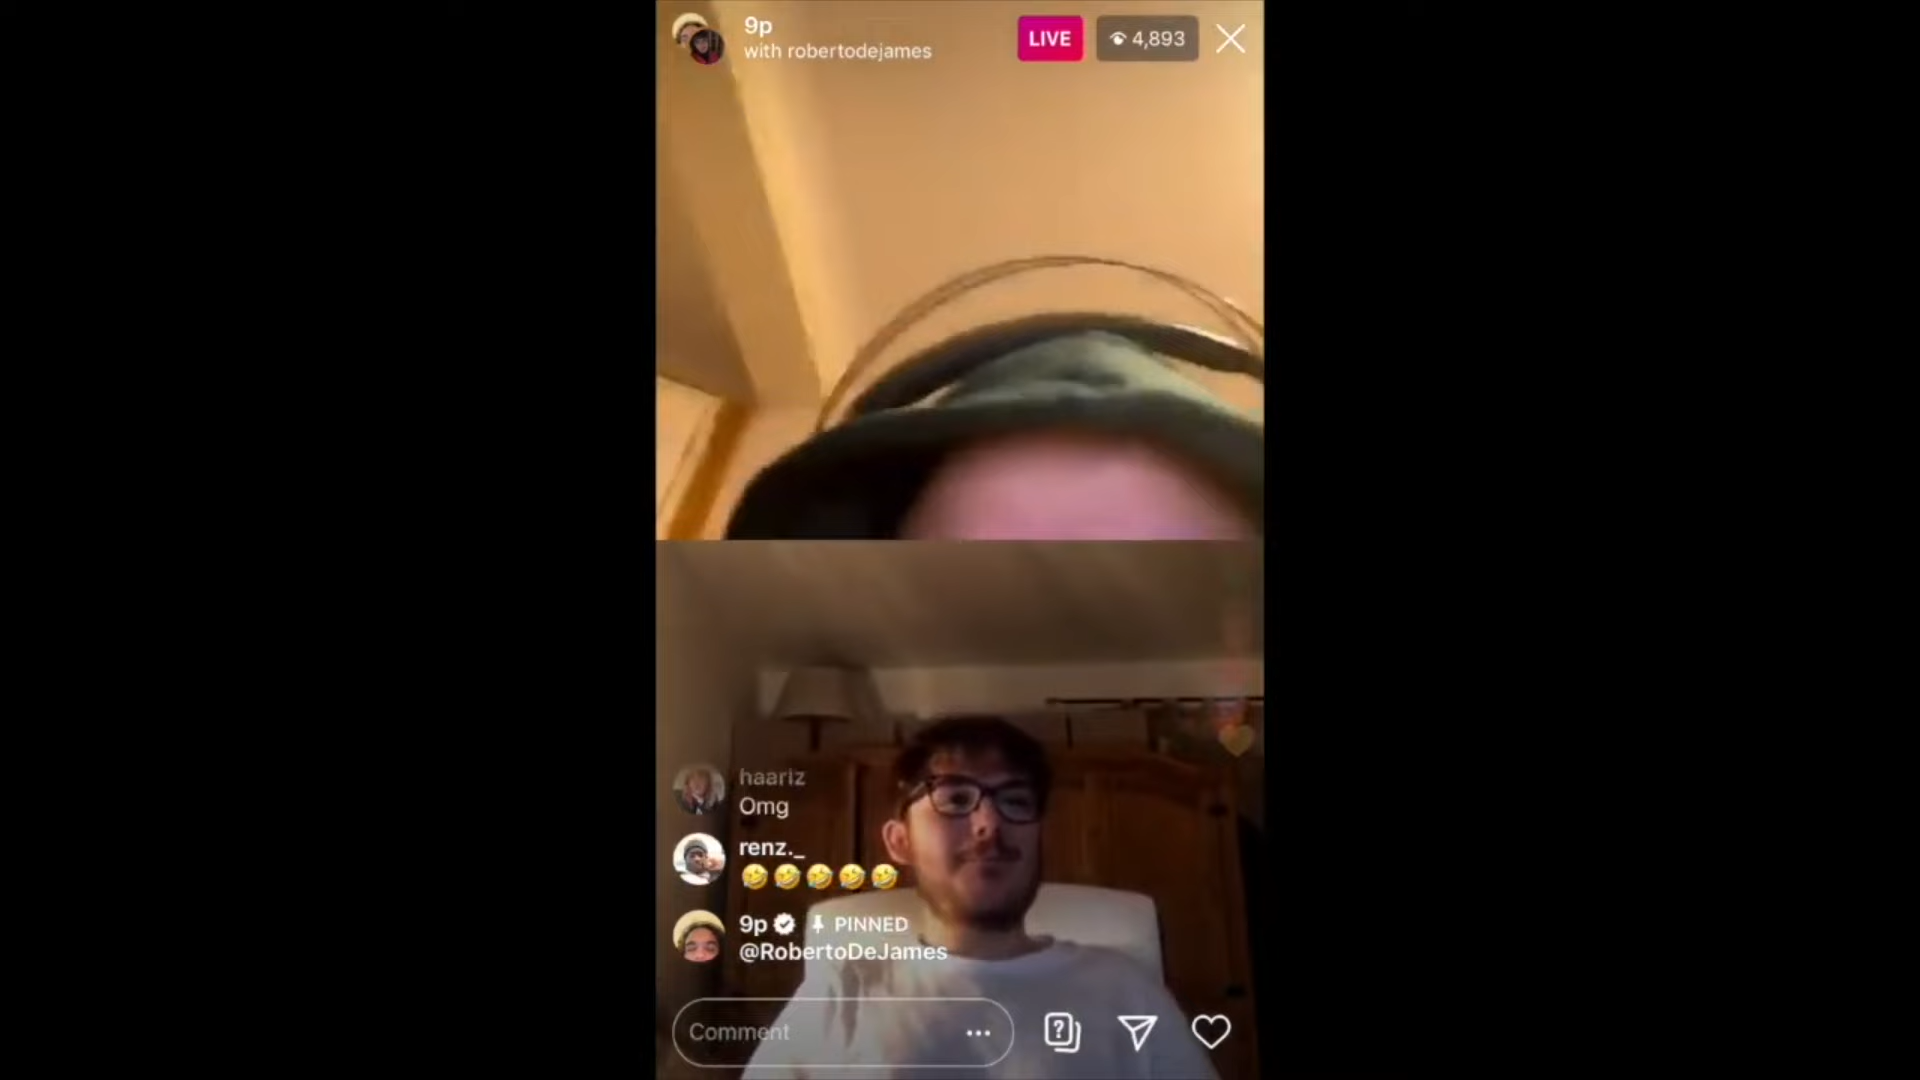 9p
with robertodejames
LIVE
4,893
haariz
Omg
renz._
🤣🤣🤣🤣🤣
9p PINNED
@RobertoDeJames
Comment